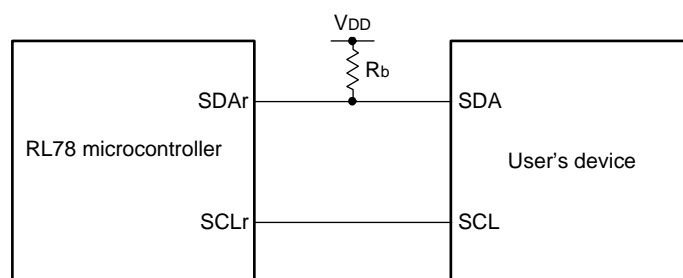 VDD
Rb
SDAr
SDA
RL78 microcontroller
User's device
SCLr
SCL